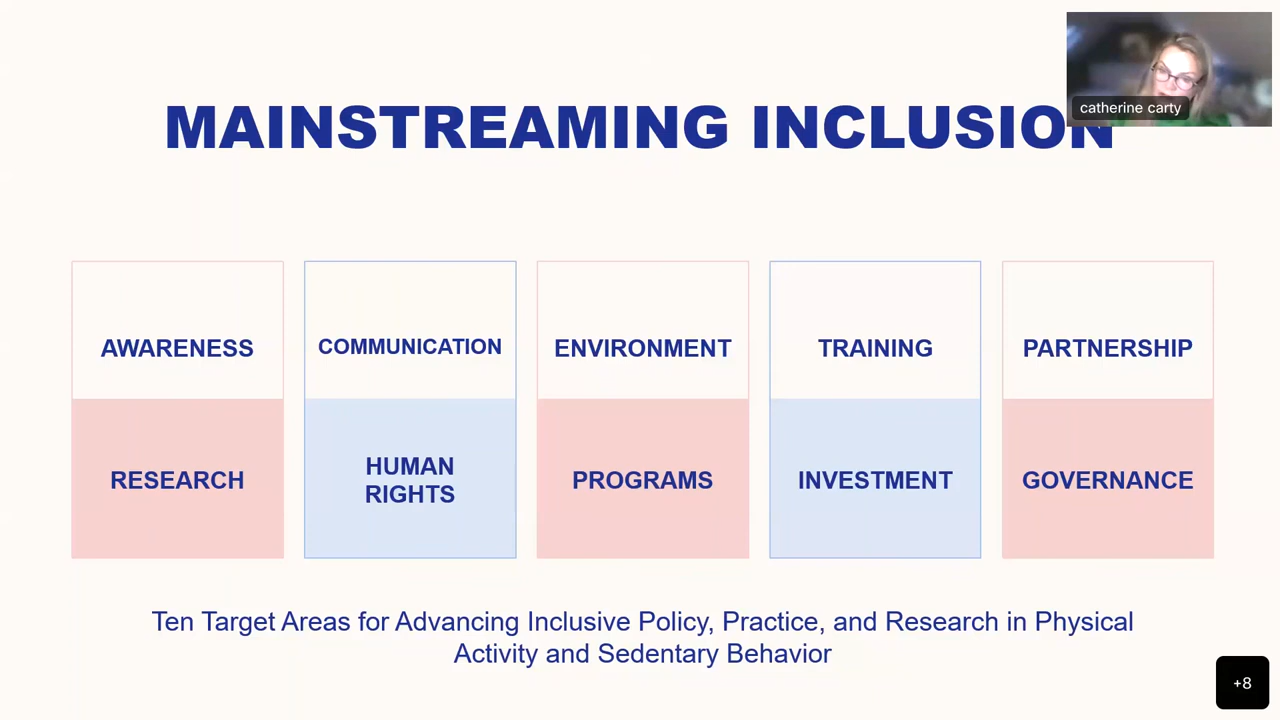 MAINSTREAMING INCLUSION
catherine carty
AWARENESS
COMMUNICATION
ENVIRONMENT
TRAINING
PARTNERSHIP
RESEARCH
HUMAN
RIGHTS
PROGRAMS
INVESTMENT
GOVERNANCE
Ten Target Areas for Advancing Inclusive Policy, Practice, and Research in Physical
Activity and Sedentary Behavior
+8